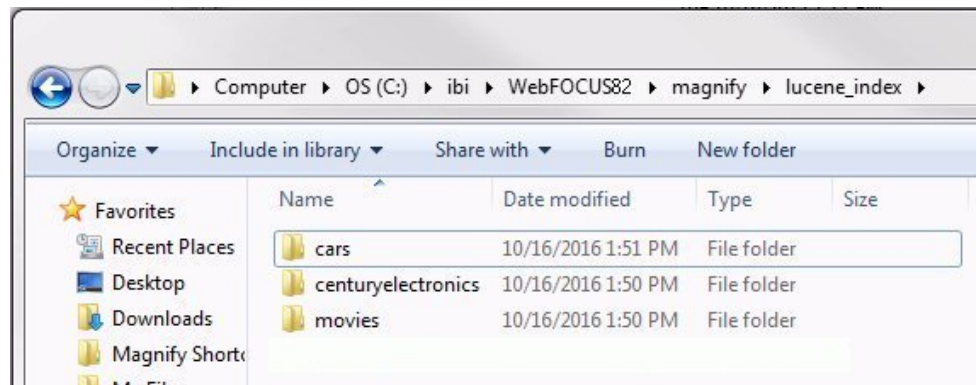 Computer OS (C:) ibi WebFOCUS82 magnify lucene_index
Organize Include in library Share with Burn New folder
Favorites
Recent Places
Desktop
Downloads
Magnify
Name Date modified Type Size
cars 10/16/2016 1:51 PM File folder
centuryelectronics 10/16/2016 1:50 PM File folder
movies 10/16/2016 1:50 PM File folder